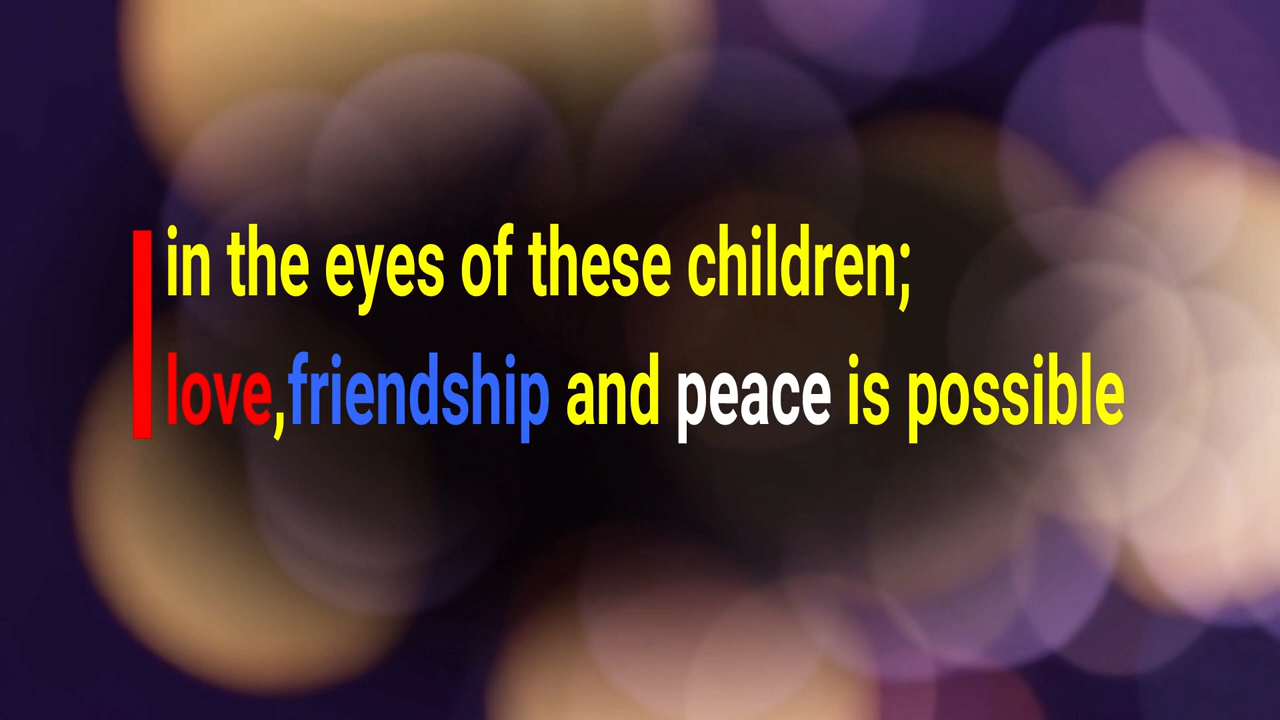 in the eyes of these children;
love,friendship and peace is possible